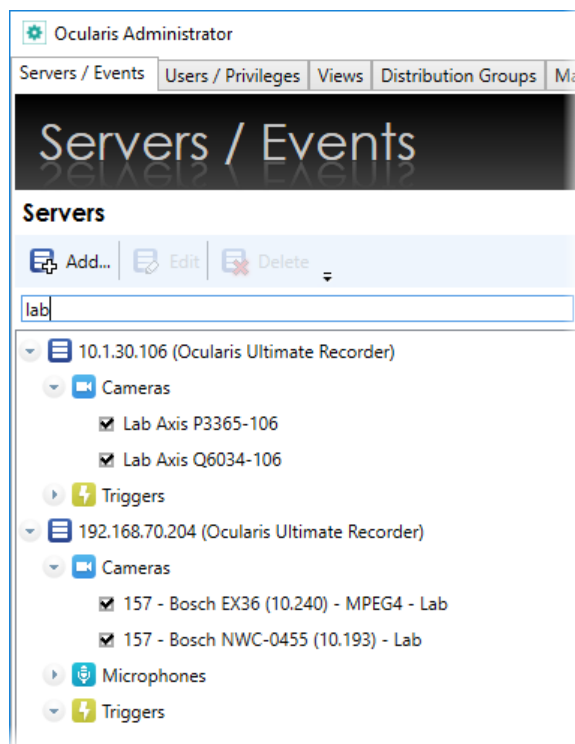 Ocularis Administrator
Servers / Events Users / Privileges Views Distribution Groups Ma
Servers / Events
Servers
Add... Edit Delete
lab
10.1.30.106 (Ocularis Ultimate Recorder)
Cameras
Lab Axis P3365-106
Lab Axis Q6034-106
Triggers
192.168.70.204 (Ocularis Ultimate Recorder)
Cameras
157 - Bosch EX36 (10.240) - MPEG4 - Lab
157 - Bosch NWC-0455 (10.193) - Lab
Microphones
Triggers